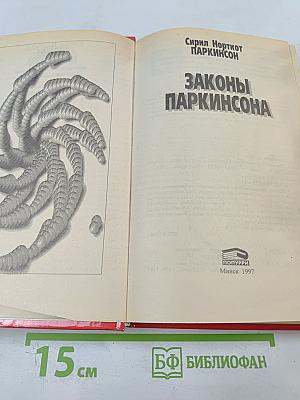 Сирил Норткот
ПАРКИНСОН
ЗАКОНЫ
ПАРКИНСОНА
ПОПУРРИ
Минск 1997
15 см
БФ БИБЛИОФАН